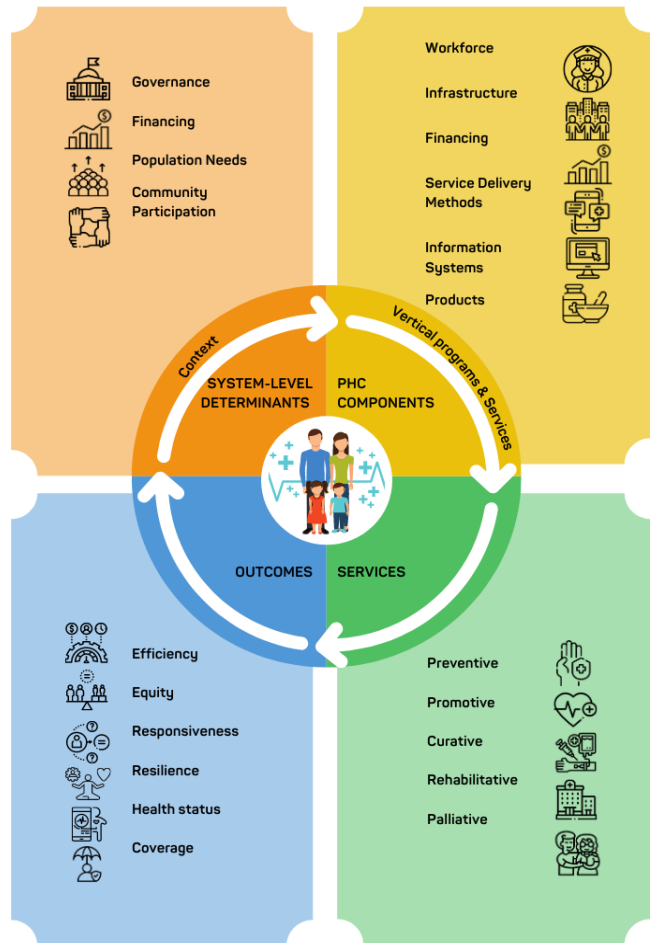 Governance
Financing
Population Needs
Community
Participation
Workforce
Infrastructure
Financing
Service Delivery
Methods
Information
Systems
Products
Context
Vertical programs & Services
SYSTEM-LEVEL
DETERMINANTS
PHC
COMPONENTS
OUTCOMES
SERVICES
Efficiency
Equity
Responsiveness
Resilience
Health status
Coverage
Preventive
Promotive
Curative
Rehabilitative
Palliative